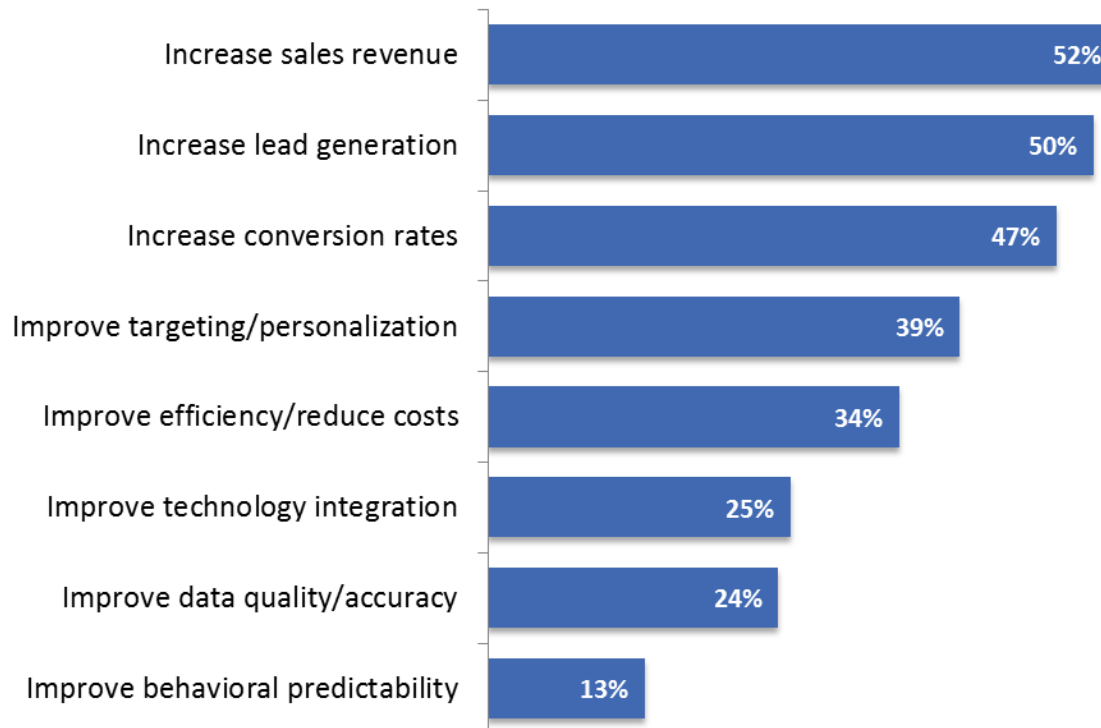 Increase sales revenue 52%
Increase lead generation 50%
Increase conversion rates 47%
Improve targeting/personalization 39%
Improve efficiency/reduce costs 34%
Improve technology integration 25%
Improve data quality/accuracy 24%
Improve behavioral predictability 13%